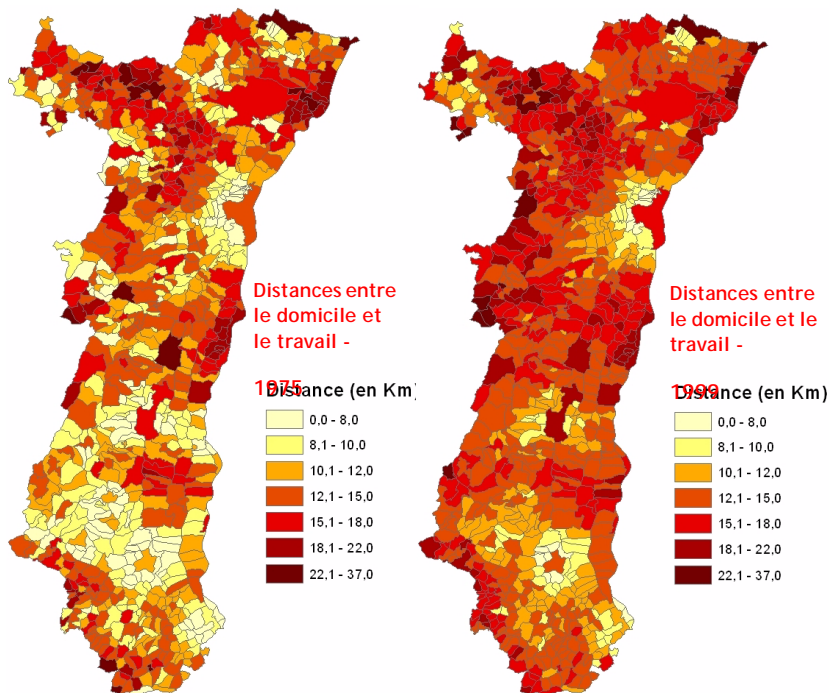 Distances entre
le domicile et
le travail -
1975
Distance (en Km)
0,0 - 8,0
8,1 - 10,0
10,1 - 12,0
12,1 - 15,0
15,1 - 18,0
18,1 - 22,0
22,1 - 37,0
Distances entre
le domicile et le
travail -
1999
Distance (en Km)
0,0 - 8,0
8,1 - 10,0
10,1 - 12,0
12,1 - 15,0
15,1 - 18,0
18,1 - 22,0
22,1 - 37,0